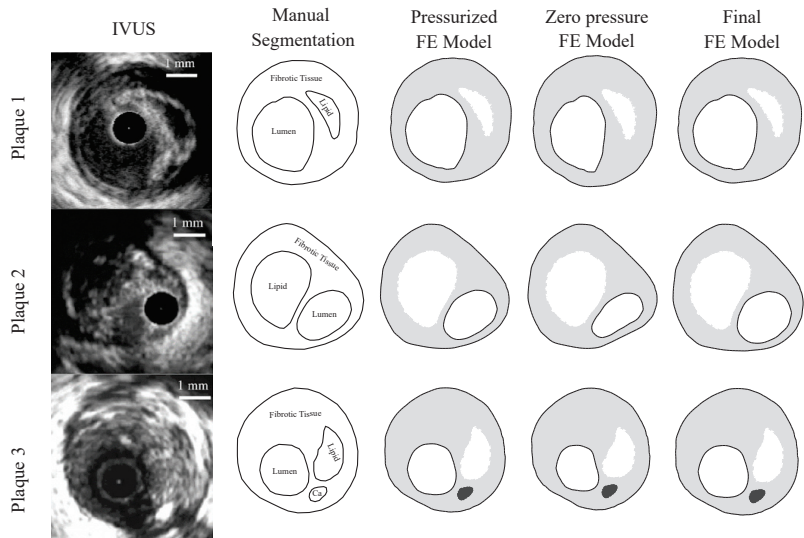 IVUS
Manual
Segmentation
Pressurized
FE Model
Zero pressure
FE Model
Final
FE Model
Plaque 1
1 mm
Fibrotic Tissue
Lipid
Lumen
Plaque 2
1 mm
Fibrotic Tissue
Lipid
Lumen
Plaque 3
1 mm
Fibrotic Tissue
Lipid
Lumen
Ca